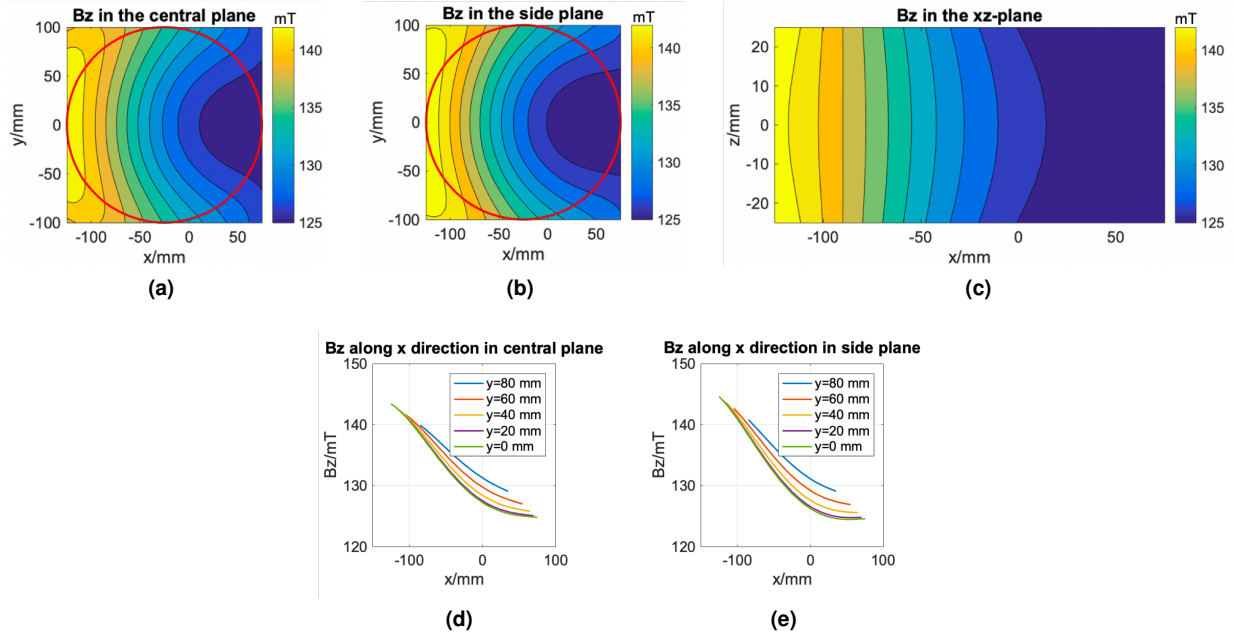 Bz in the central plane
mT
100
50
0
-50
-100
y/mm
-100
-50
0
50
x/mm
140
135
130
125
(a)
Bz in the side plane
mT
100
50
0
-50
-100
y/mm
-100
-50
0
50
x/mm
140
135
130
125
(b)
Bz in the xz-plane
mT
20
10
0
-10
-20
z/mm
-100
-50
0
50
x/mm
140
135
130
125
(c)
Bz along x direction in central plane
150
140
130
120
Bz/mT
y=80 mm
y=60 mm
y=40 mm
y=20 mm
y=0 mm
-100
0
100
x/mm
(d)
Bz along x direction in side plane
150
140
130
120
Bz/mT
y=80 mm
y=60 mm
y=40 mm
y=20 mm
y=0 mm
-100
0
100
x/mm
(e)